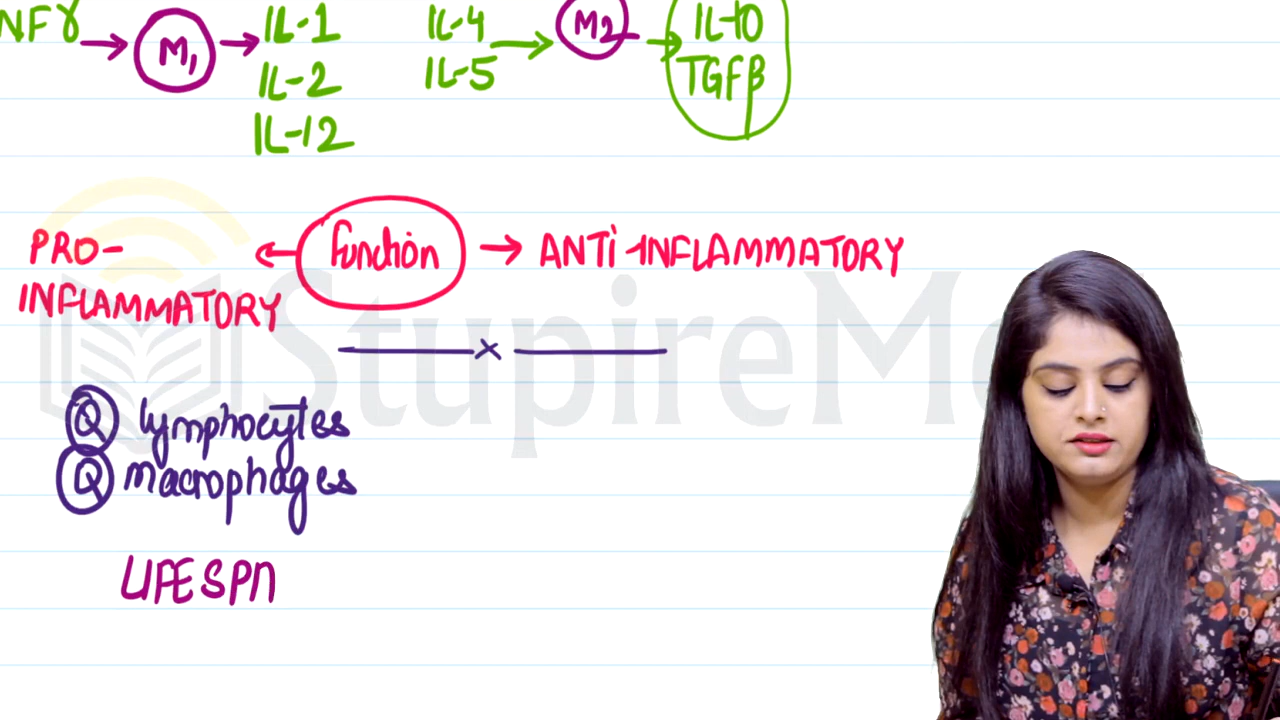 NFγ → M1 → IL-1 IL-4 → M2 → IL-10
IL-2 IL-5 TGFβ
IL-12
PRO- ← function → ANTI-INFLAMMATORY
INFLAMMATORY
StupireMe
x
Q lymphocytes
Q macrophages
LIFESPA